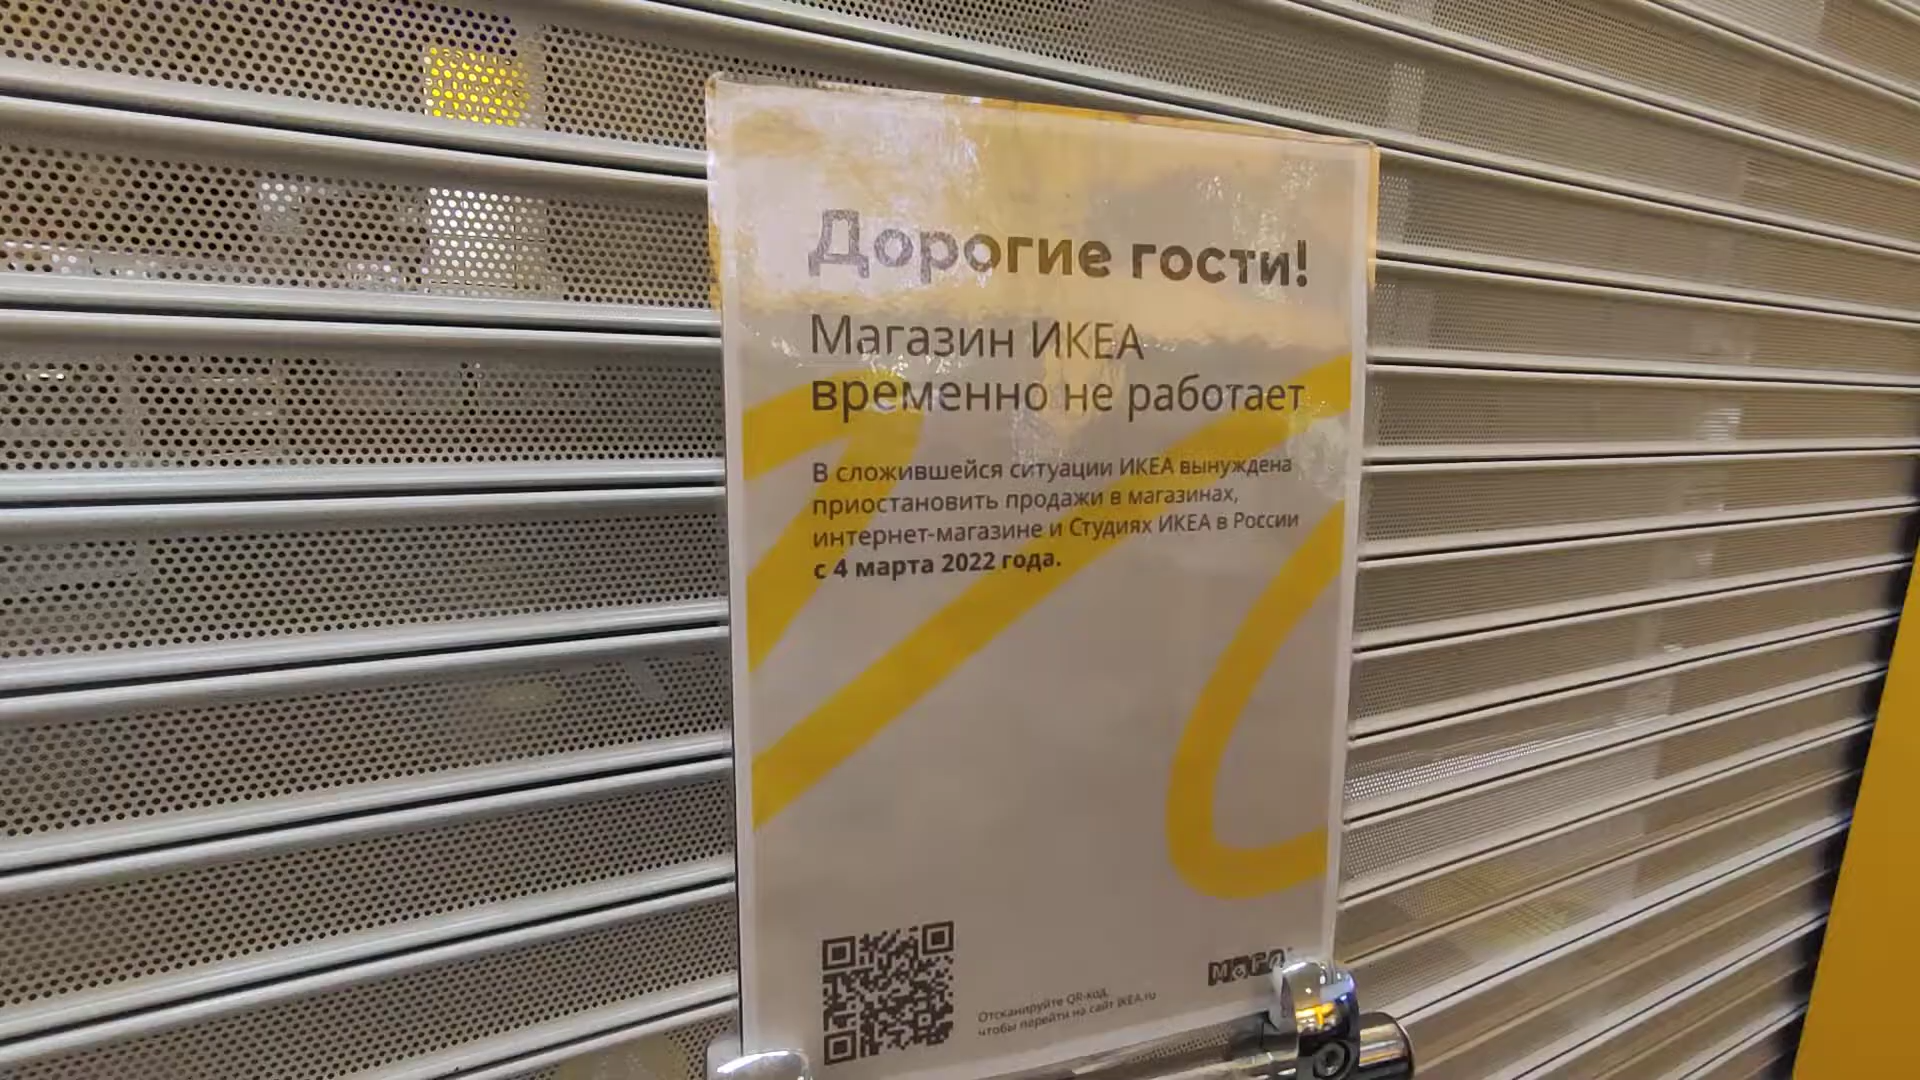 Дорогие гости!
Магазин ИКЕА
временно не работает
В сложившейся ситуации ИКЕА вынуждена
приостановить продажи в магазинах,
интернет-магазине и Студиях ИКЕА в России
с 4 марта 2022 года.
МЕГА
Отсканируйте QR-код,
чтобы перейти на сайт IKEA.ru